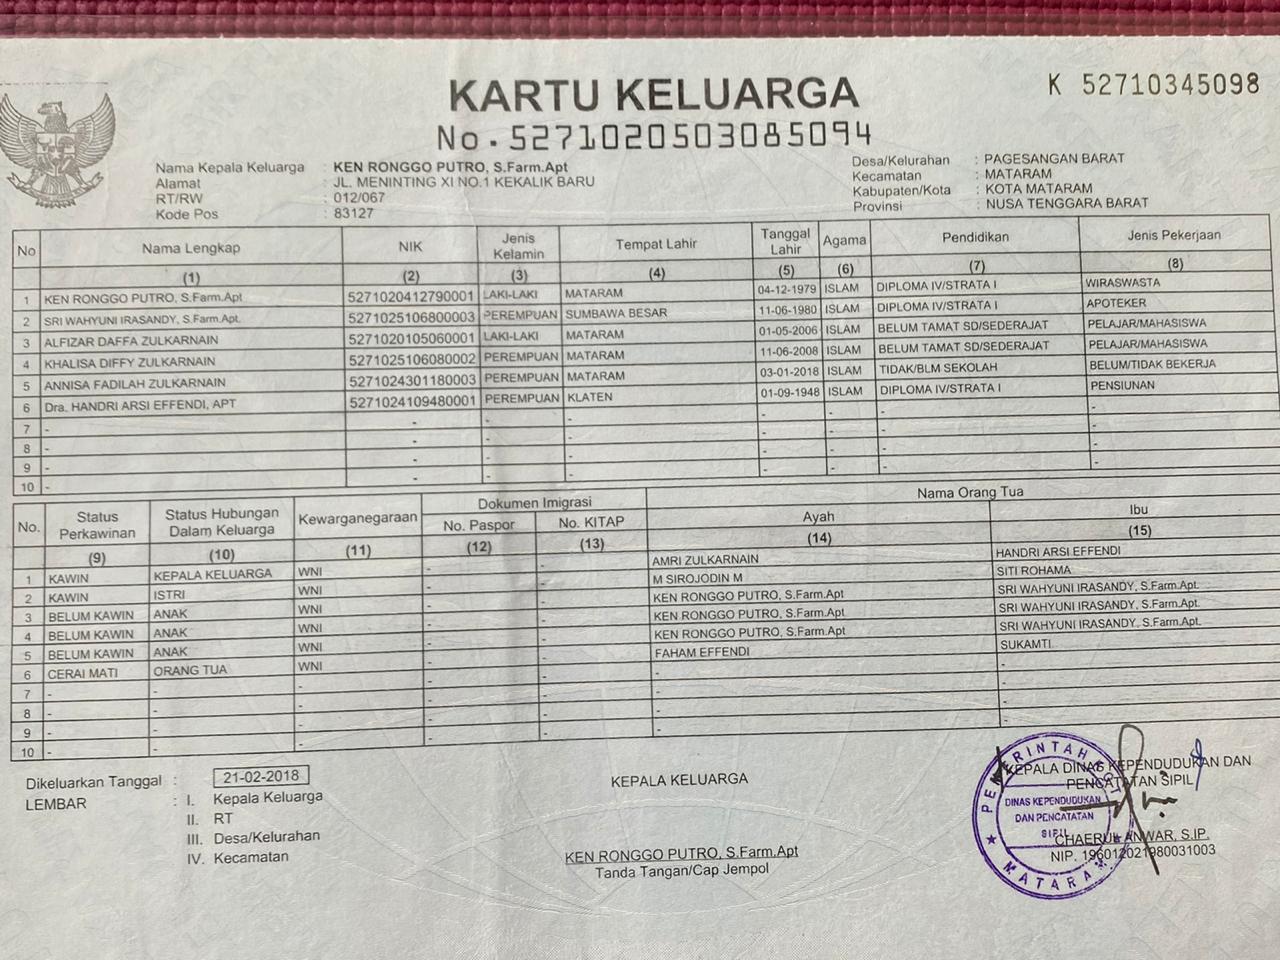 KARTU KELUARGA
K 52710345098
No. 5271020503085094
Nama Kepala Keluarga : KEN RONGGO PUTRO, S.Farm.Apt
Alamat : JL. MENINTING XI NO.1 KEKALIK BARU
RT/RW : 012/067
Kode Pos : 83127
Desa/Kelurahan : PAGESANGAN BARAT
Kecamatan : MATARAM
Kabupaten/Kota : KOTA MATARAM
Provinsi : NUSA TENGGARA BARAT
No Nama Lengkap NIK Jenis Kelamin Tempat Lahir Tanggal Lahir Agama Pendidikan Jenis Pekerjaan
(1) (2) (3) (4) (5) (6) (7) (8)
1 KEN RONGGO PUTRO, S.Farm.Apt 5271020412790001 LAKI-LAKI MATARAM 04-12-1979 ISLAM DIPLOMA IV/STRATA I WIRASWASTA
2 SRI WAHYUNI IRASANDY, S.Farm.Apt. 5271025106800003 PEREMPUAN SUMBAWA BESAR 11-06-1980 ISLAM DIPLOMA IV/STRATA I APOTEKER
3 ALFIZAR DAFFA ZULKARNAIN 5271020105060001 LAKI-LAKI MATARAM 01-05-2006 ISLAM BELUM TAMAT SD/SEDERAJAT PELAJAR/MAHASISWA
4 KHALISA DIFFY ZULKARNAIN 5271025106080002 PEREMPUAN MATARAM 11-06-2008 ISLAM BELUM TAMAT SD/SEDERAJAT PELAJAR/MAHASISWA
5 ANNISA FADILAH ZULKARNAIN 5271024301180003 PEREMPUAN MATARAM 03-01-2018 ISLAM TIDAK/BLM SEKOLAH BELUM/TIDAK BEKERJA
6 Dra. HANDRI ARSI EFFENDI, APT 5271024109480001 PEREMPUAN KLATEN 01-09-1948 ISLAM DIPLOMA IV/STRATA I PENSIUNAN
7 - - - - - - - -
8 - - - - - - - -
9 - - - - - - - -
10 - - - - - - - -
No. Status Perkawinan Status Hubungan Dalam Keluarga Kewarganegaraan Dokumen Imigrasi Nama Orang Tua
No. Paspor No. KITAP Ayah Ibu
(9) (10) (11) (12) (13) (14) (15)
1 KAWIN KEPALA KELUARGA WNI - - AMRI ZULKARNAIN HANDRI ARSI EFFENDI
2 KAWIN ISTRI WNI - - M SIROJODIN M SITI ROHAMA
3 BELUM KAWIN ANAK WNI - - KEN RONGGO PUTRO, S.Farm.Apt SRI WAHYUNI IRASANDY, S.Farm.Apt.
4 BELUM KAWIN ANAK WNI - - KEN RONGGO PUTRO, S.Farm.Apt SRI WAHYUNI IRASANDY, S.Farm.Apt.
5 BELUM KAWIN ANAK WNI - - KEN RONGGO PUTRO, S.Farm.Apt SRI WAHYUNI IRASANDY, S.Farm.Apt.
6 CERAI MATI ORANG TUA WNI - - FAHAM EFFENDI SUKAMTI
7 - - - - - - -
8 - - - - - - -
9 - - - - - - -
10 - - - - - - -
Dikeluarkan Tanggal : 21-02-2018
LEMBAR : I. Kepala Keluarga
II. RT
III. Desa/Kelurahan
IV. Kecamatan
KEPALA KELUARGA
KEN RONGGO PUTRO, S.Farm.Apt
Tanda Tangan/Cap Jempol
KEPALA DINAS KEPENDUDUKAN DAN
PENCATATAN SIPIL
CHAERUL ANWAR, S.IP.
NIP. 196012021980031003
PEMERINTAH KOTA
DINAS KEPENDUDUKAN
DAN PENCATATAN
SIPIL
MATARAM